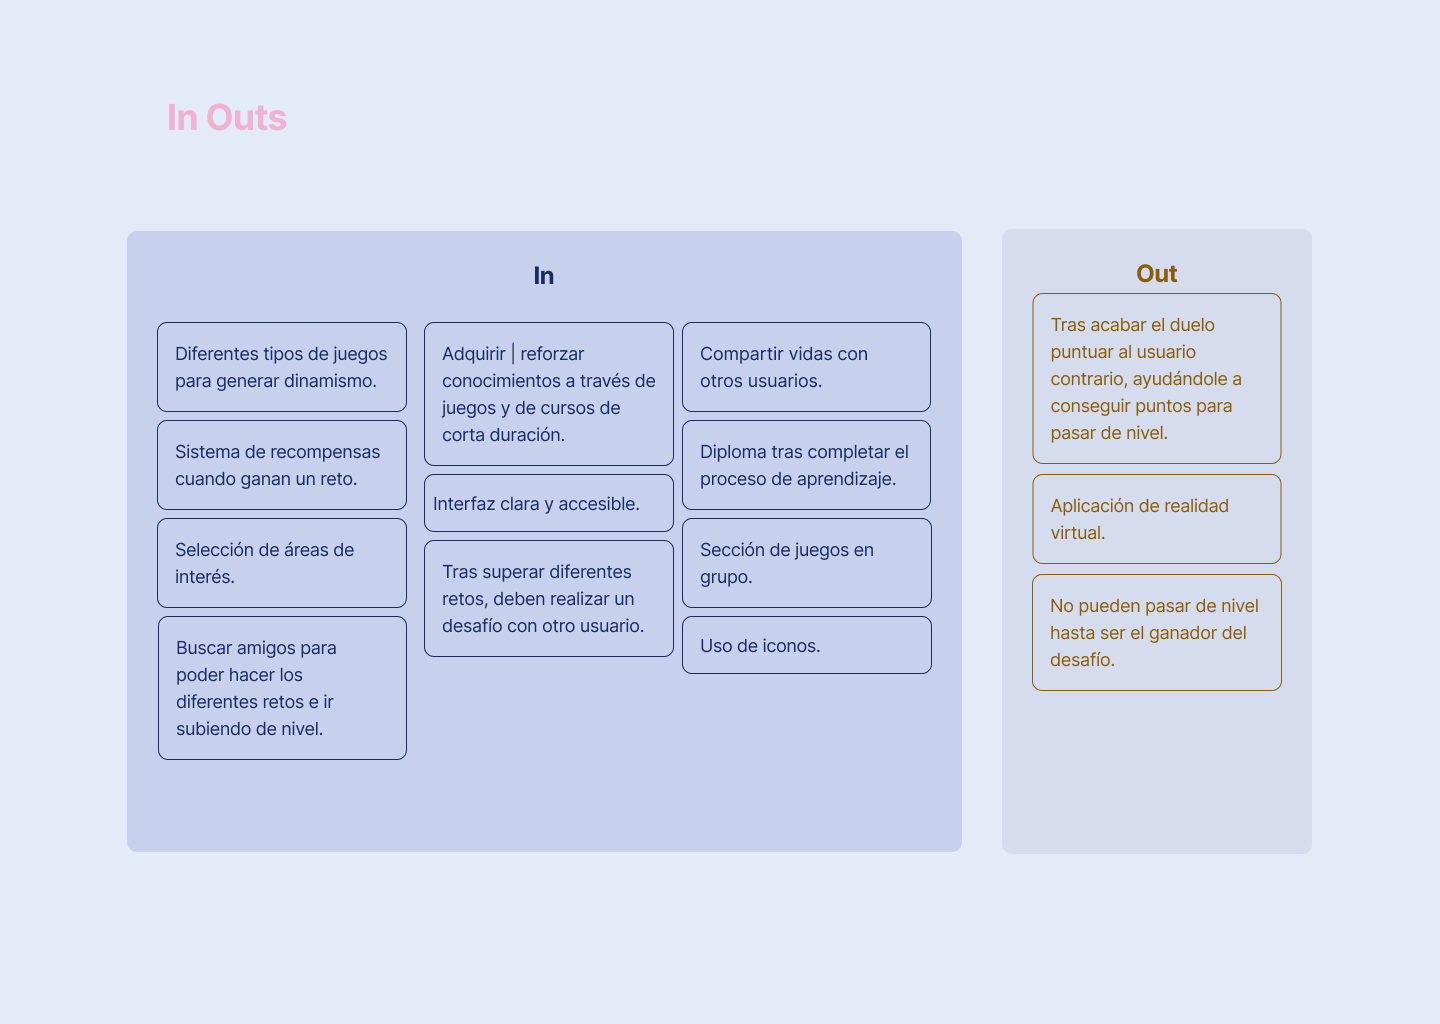 In Outs
In
Diferentes tipos de juegos
para generar dinamismo.
Sistema de recompensas
cuando ganan un reto.
Selección de áreas de
interés.
Buscar amigos para
poder hacer los
diferentes retos e ir
subiendo de nivel.
Adquirir | reforzar
conocimientos a través de
juegos y de cursos de
corta duración.
Interfaz clara y accesible.
Tras superar diferentes
retos, deben realizar un
desafío con otro usuario.
Compartir vidas con
otros usuarios.
Diploma tras completar el
proceso de aprendizaje.
Sección de juegos en
grupo.
Uso de iconos.
Out
Tras acabar el duelo
puntuar al usuario
contrario, ayudándole a
conseguir puntos para
pasar de nivel.
Aplicación de realidad
virtual.
No pueden pasar de nivel
hasta ser el ganador del
desafío.